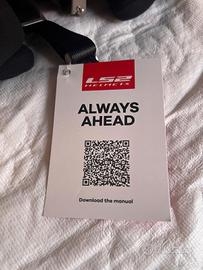 LS2
HELMETS
ALWAYS
AHEAD
Download the manual